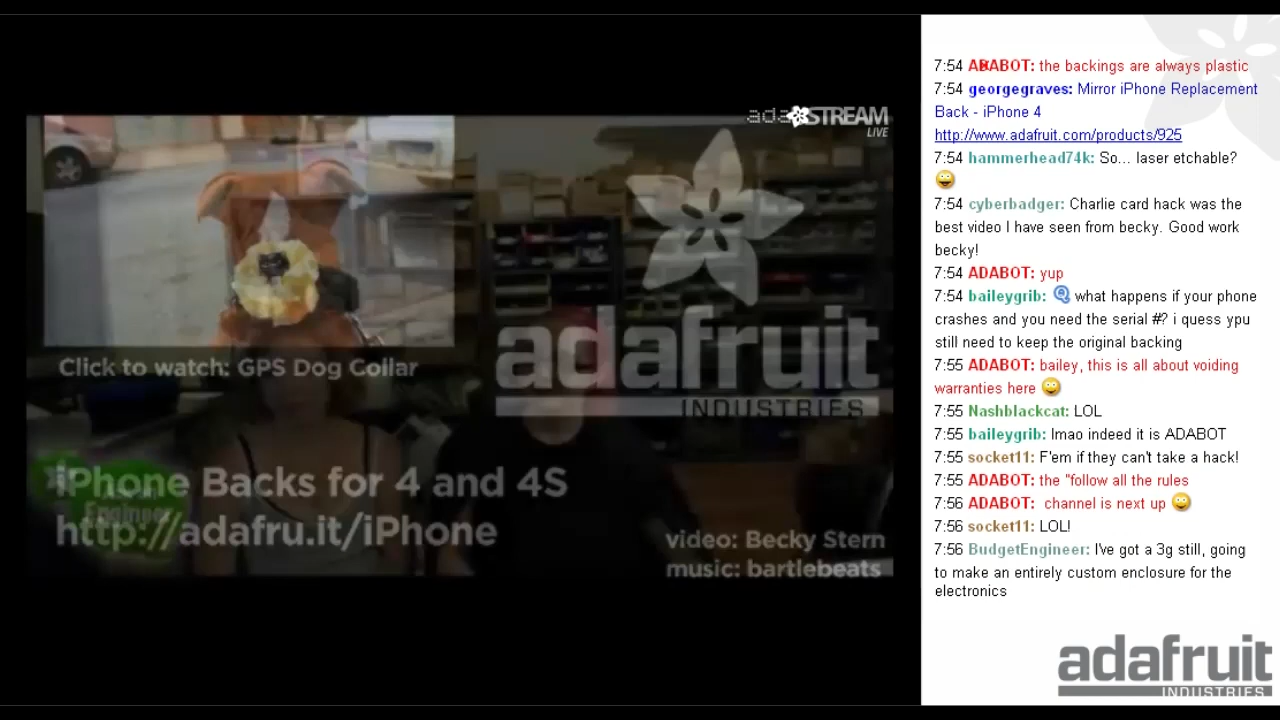 ada STREAM
LIVE
adafruit
INDUSTRIES
Click to watch: GPS Dog Collar
iPhone Backs for 4 and 4S
http://adafru.it/iPhone
Engineer
video: Becky Stern
music: bartlebeats
7:54 ADABOT: the backings are always plastic
7:54 georgegraves: Mirror iPhone Replacement
Back - iPhone 4
http://www.adafruit.com/products/925
7:54 hammerhead74k: So... laser etchable?
7:54 cyberbadger: Charlie card hack was the
best video I have seen from becky. Good work
becky!
7:54 ADABOT: yup
7:54 baileygrib: what happens if your phone
crashes and you need the serial #? i quess ypu
still need to keep the original backing
7:55 ADABOT: bailey, this is all about voiding
warranties here
7:55 Nashblackcat: LOL
7:55 baileygrib: lmao indeed it is ADABOT
7:55 socket11: F'em if they can't take a hack!
7:55 ADABOT: the "follow all the rules
7:56 ADABOT: channel is next up
7:56 socket11: LOL!
7:56 BudgetEngineer: I've got a 3g still, going
to make an entirely custom enclosure for the
electronics
adafruit
INDUSTRIES